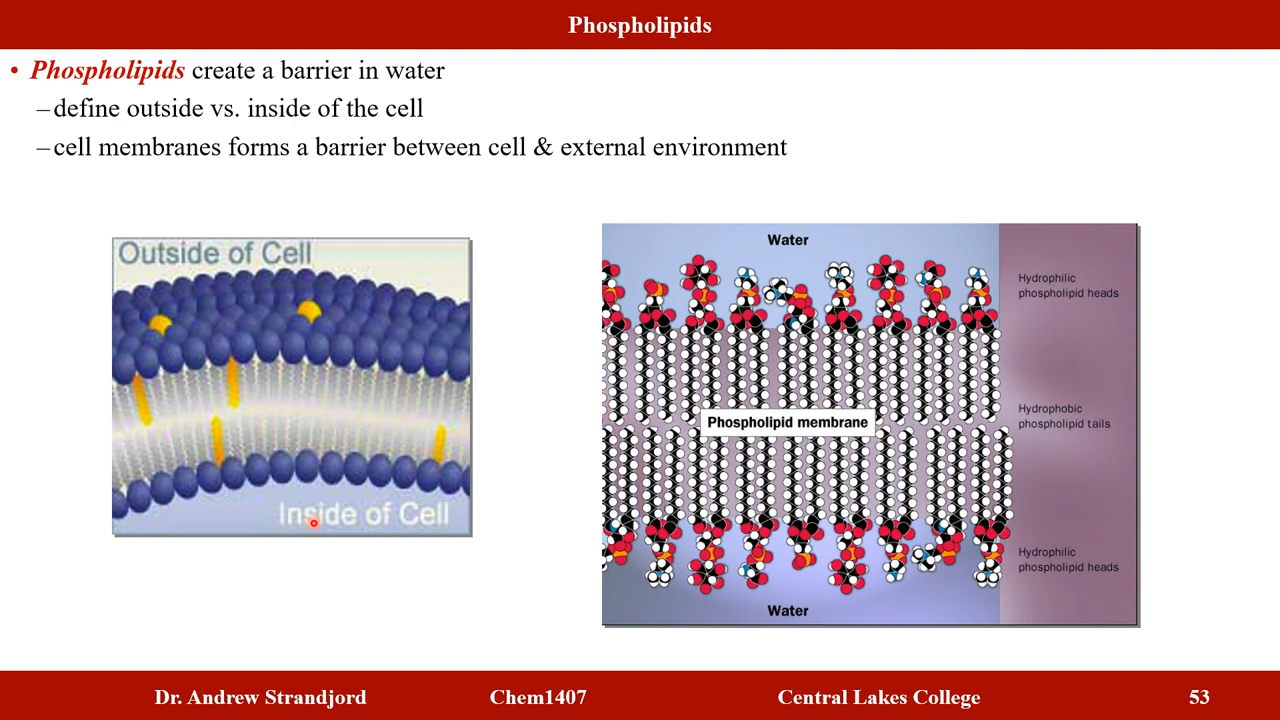 Phospholipids
• Phospholipids create a barrier in water
–define outside vs. inside of the cell
–cell membranes forms a barrier between cell & external environment
Outside of Cell
Inside of Cell
Water
Hydrophilic
phospholipid heads
Hydrophobic
phospholipid tails
Phospholipid membrane
Hydrophilic
phospholipid heads
Water
Dr. Andrew Strandjord Chem1407 Central Lakes College 53